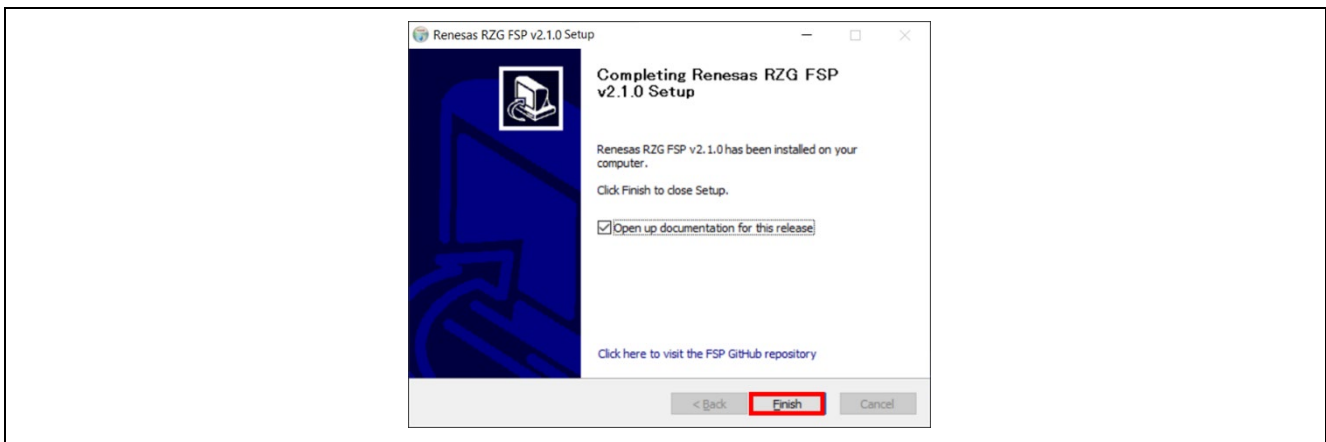 Renesas RZG FSP v2.1.0 Setup
Completing Renesas RZG FSP
v2.1.0 Setup
Renesas RZG FSP v2.1.0 has been installed on your
computer.
Click Finish to close Setup.
Open up documentation for this release
Click here to visit the FSP GitHub repository
< Back
Finish
Cancel